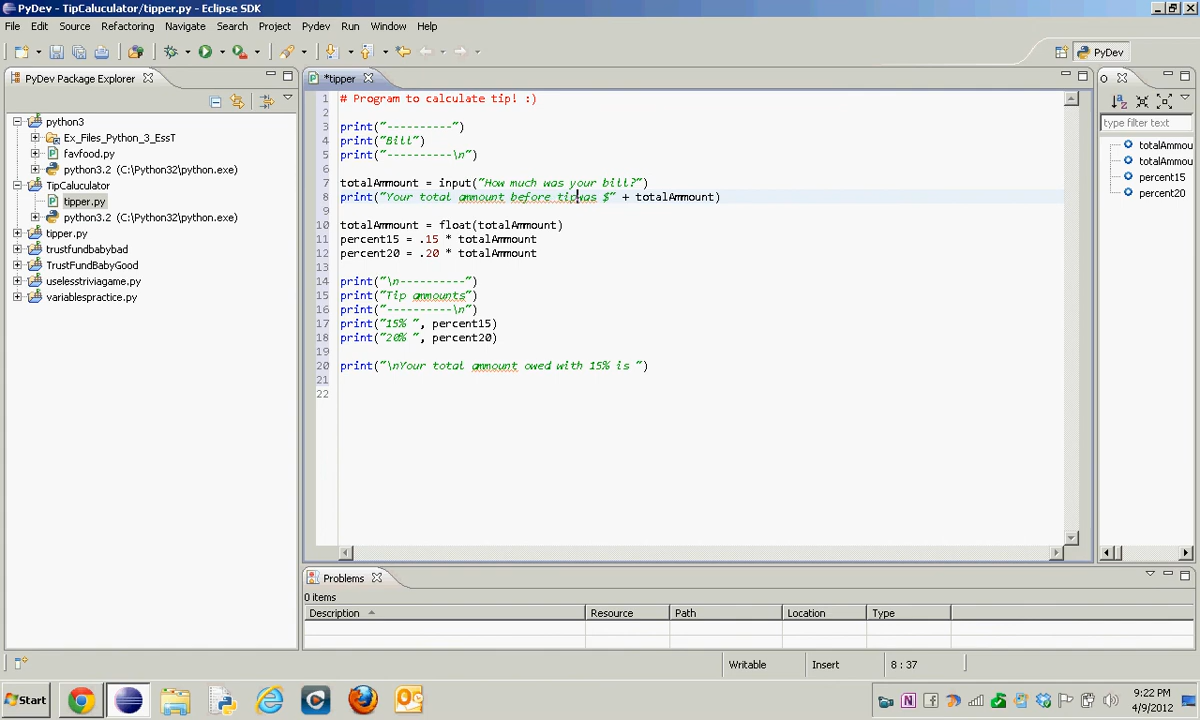 PyDev - TipCaluculator/tipper.py - Eclipse SDK
File Edit Source Refactoring Navigate Search Project Pydev Run Window Help
PyDev
PyDev Package Explorer
*tipper
type filter text
python3
Ex_Files_Python_3_EssT
favfood.py
python3.2 (C:\Python32\python.exe)
TipCaluculator
tipper.py
python3.2 (C:\Python32\python.exe)
tipper.py
trustfundbabybad
TrustFundBabyGood
uselesstriviagame.py
variablespractice.py
1 # Program to calculate tip! :)
2
3 print("----------")
4 print("Bill")
5 print("----------\n")
6
7 totalAmmount = input("How much was your bill?")
8 print("Your total ammount before tipwas $" + totalAmmount)
9
10 totalAmmount = float(totalAmmount)
11 percent15 = .15 * totalAmmount
12 percent20 = .20 * totalAmmount
13
14 print("\n----------")
15 print("Tip ammounts")
16 print("----------\n")
17 print("15% ", percent15)
18 print("20% ", percent20)
19
20 print("\nYour total ammount owed with 15% is ")
21
22
totalAmmou
totalAmmou
percent15
percent20
Problems
0 items
Description Resource Path Location Type
Writable Insert 8 : 37
Start
9:22 PM
4/9/2012